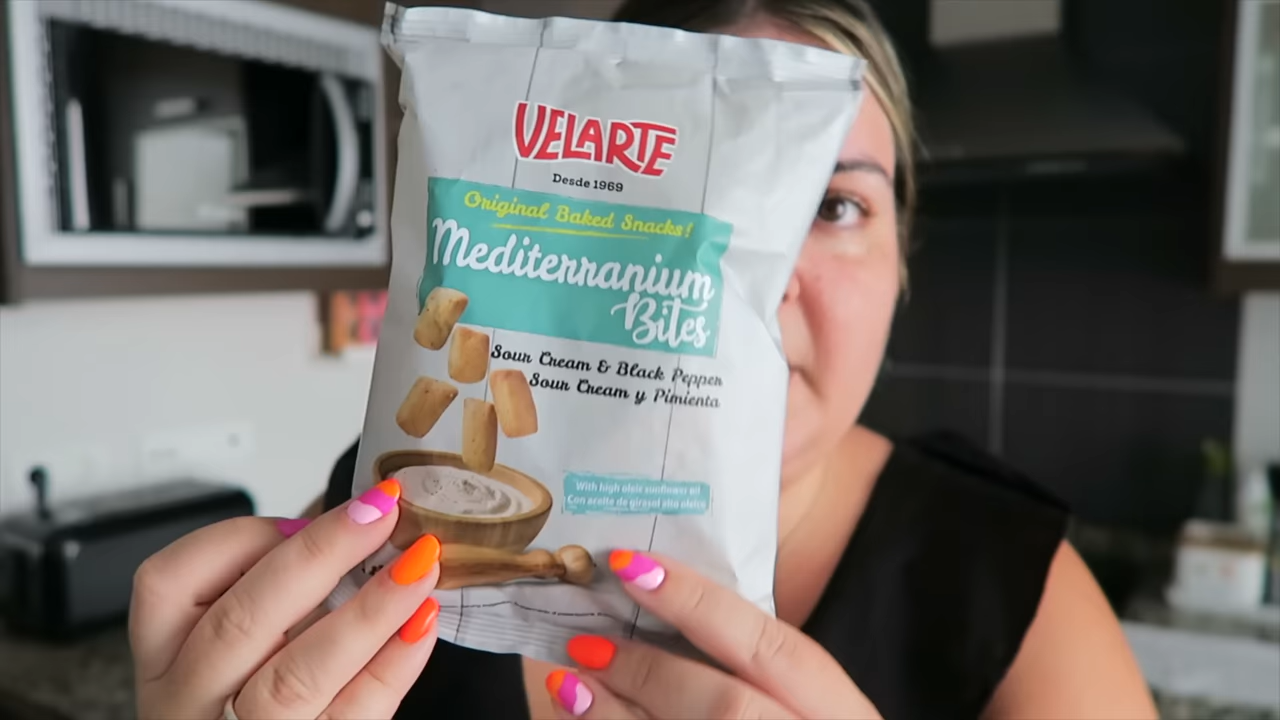 VELARTE
Desde 1969
Original Baked Snacks!
Mediterranium
Bites
Sour Cream & Black Pepper
Sour Cream y Pimienta
With high oleic sunflower oil
Con aceite de girasol alto oleico